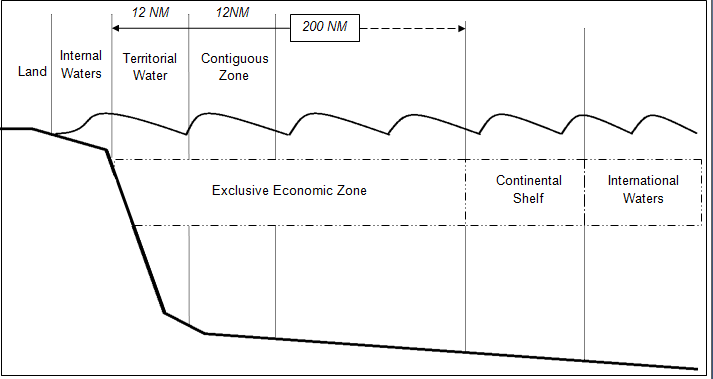 12 NM
12NM
200 NM
Land
Internal
Waters
Territorial
Water
Contiguous
Zone
Exclusive Economic Zone
Continental
Shelf
International
Waters